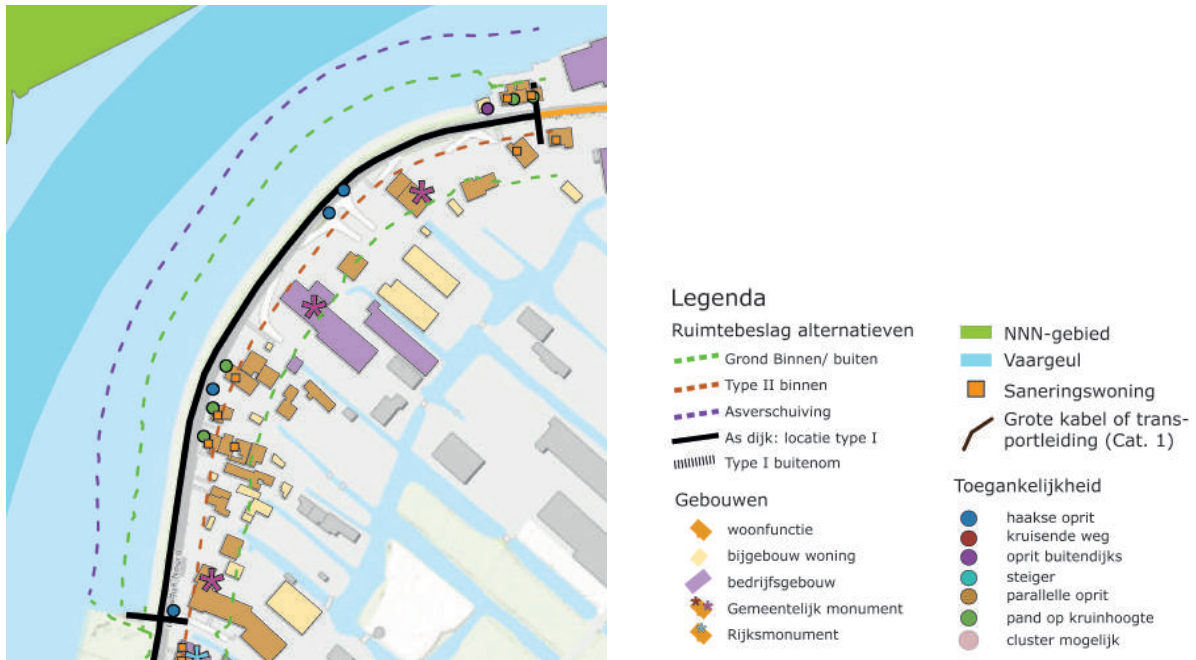 Legenda
Ruimtebeslag alternatieven
Grond Binnen/ buiten
Type II binnen
Asverschuiving
As dijk: locatie type I
Type I buitenom
Gebouwen
woonfunctie
bijgebouw woning
bedrijfsgebouw
Gemeentelijk monument
Rijksmonument
NNN-gebied
Vaargeul
Saneringswoning
Grote kabel of trans-
portleiding (Cat. 1)
Toegankelijkheid
haakse oprit
kruisende weg
oprit buitendijks
steiger
parallelle oprit
pand op kruinhoogte
cluster mogelijk